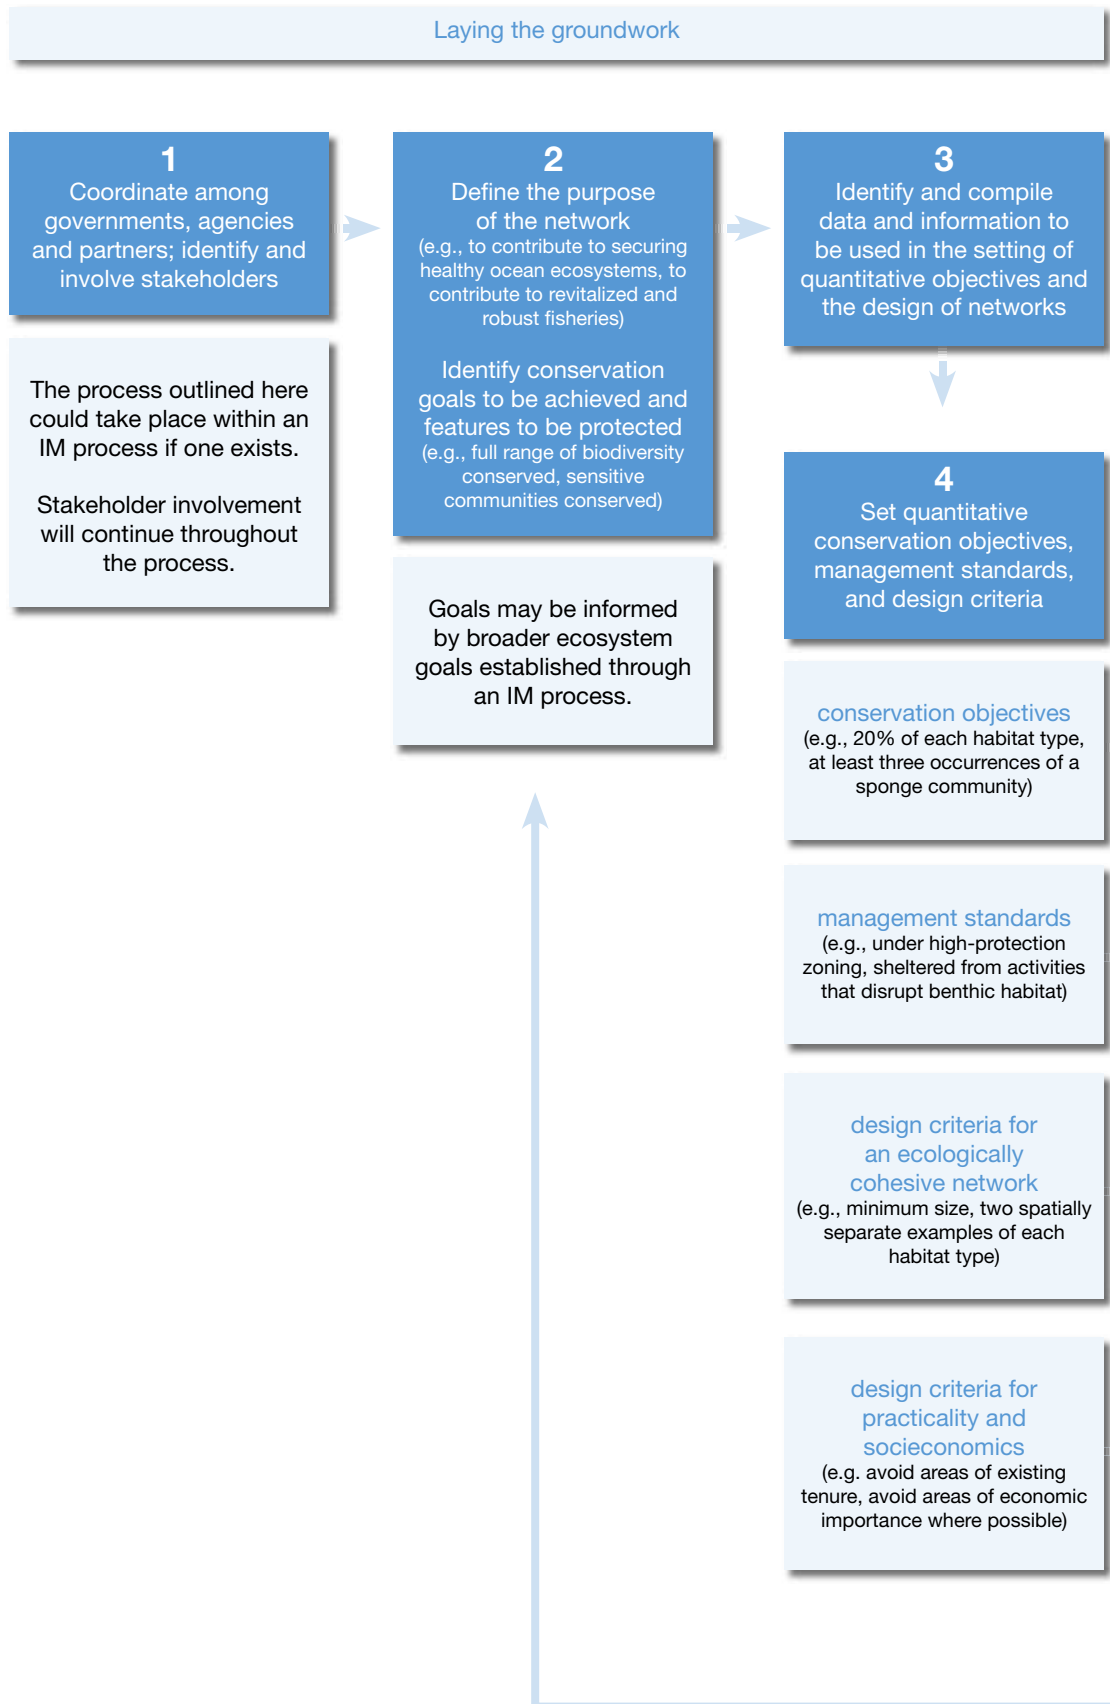 Laying the groundwork
1
Coordinate among
governments, agencies
and partners; identify and
involve stakeholders
The process outlined here
could take place within an
IM process if one exists.
Stakeholder involvement
will continue throughout
the process.
2
Define the purpose
of the network
(e.g., to contribute to securing
healthy ocean ecosystems, to
contribute to revitalized and
robust fisheries)
Identify conservation
goals to be achieved and
features to be protected
(e.g., full range of biodiversity
conserved, sensitive
communities conserved)
Goals may be informed
by broader ecosystem
goals established through
an IM process.
3
Identify and compile
data and information to
be used in the setting of
quantitative objectives and
the design of networks
4
Set quantitative
conservation objectives,
management standards,
and design criteria
conservation objectives
(e.g., 20% of each habitat type,
at least three occurrences of a
sponge community)
management standards
(e.g., under high-protection
zoning, sheltered from activities
that disrupt benthic habitat)
design criteria for
an ecologically
cohesive network
(e.g., minimum size, two spatially
separate examples of each
habitat type)
design criteria for
practicality and
socieconomics
(e.g. avoid areas of existing
tenure, avoid areas of economic
importance where possible)